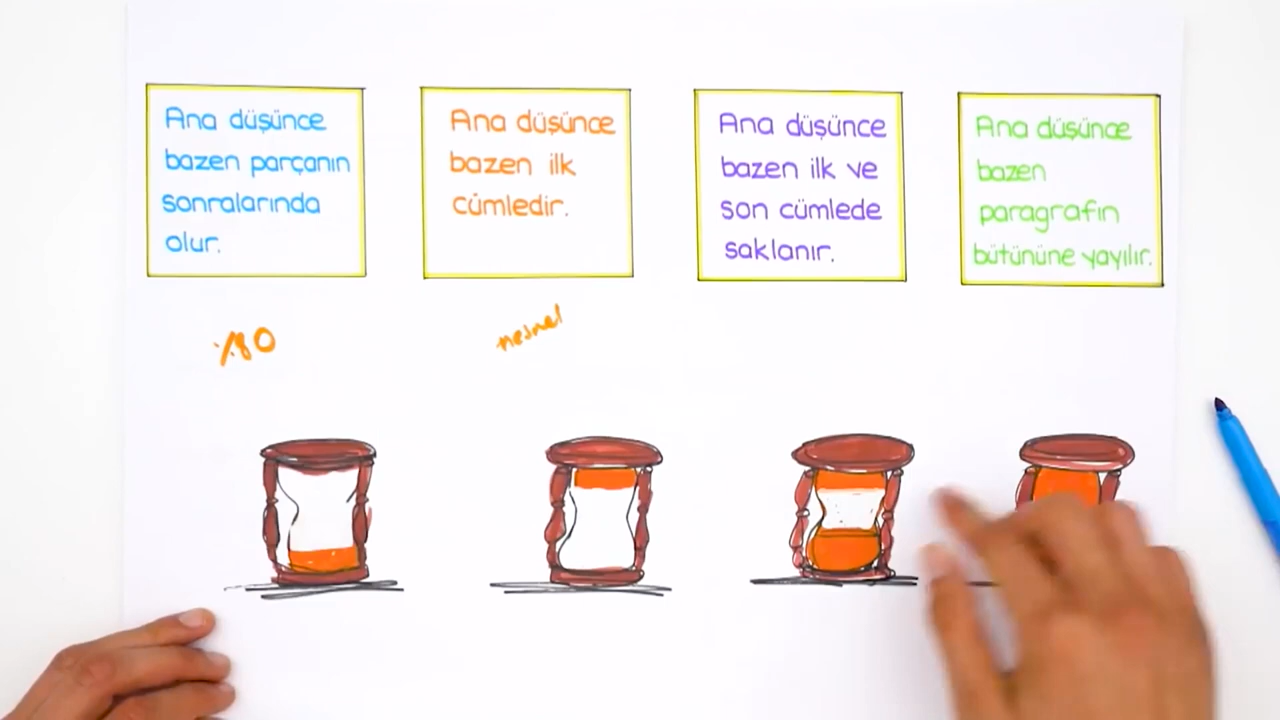 Ana düşünce
bazen parçanın
sonralarında
olur.
Ana düşünce
bazen ilk
cümledir.
Ana düşünce
bazen ilk ve
son cümlede
saklanır.
Ana düşünce
bazen
paragrafın
bütününe yayılır.
%80
nesnel